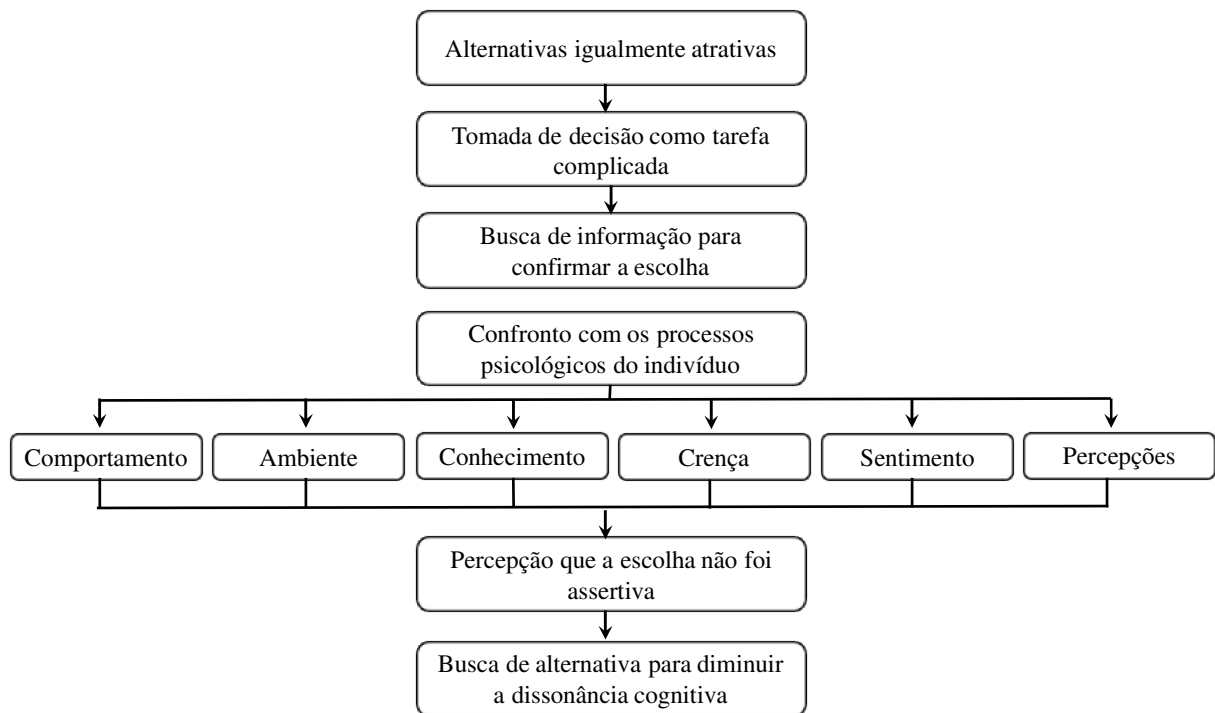 Alternativas igualmente atrativas
Tomada de decisão como tarefa
complicada
Busca de informação para
confirmar a escolha
Confronto com os processos
psicológicos do indivíduo
Comportamento
Ambiente
Conhecimento
Crença
Sentimento
Percepções
Percepção que a escolha não foi
assertiva
Busca de alternativa para diminuir
a dissonância cognitiva